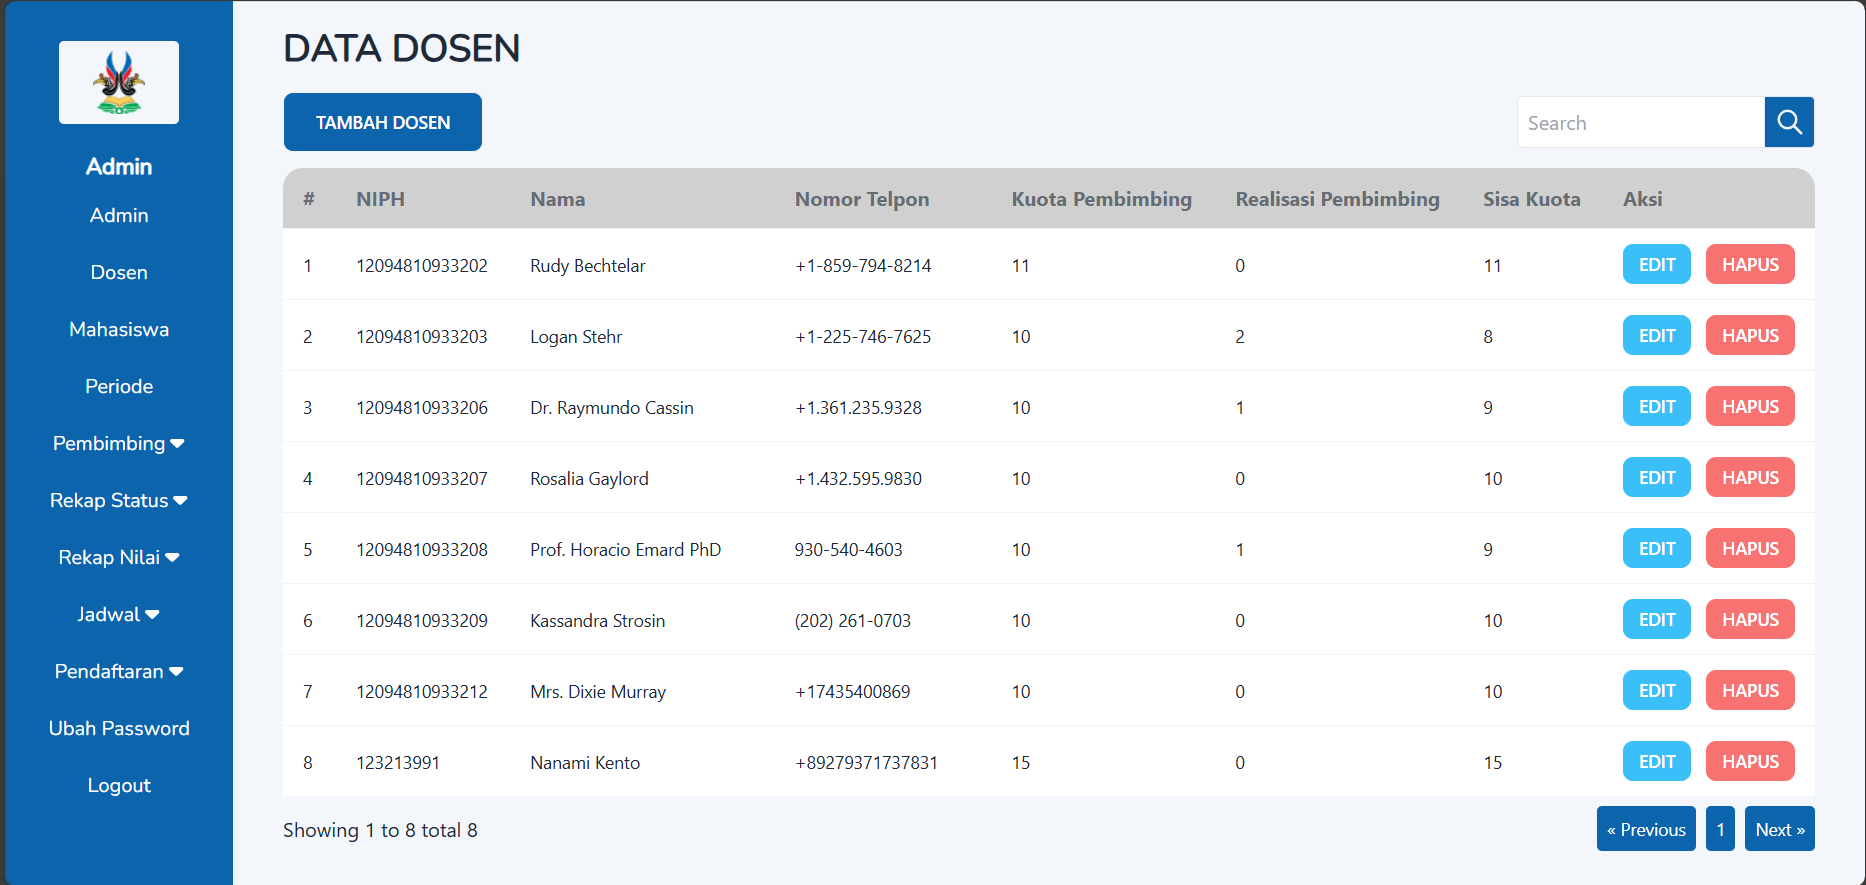 Admin
Admin
Dosen
Mahasiswa
Periode
Pembimbing
Rekap Status
Rekap Nilai
Jadwal
Pendaftaran
Ubah Password
Logout
DATA DOSEN
TAMBAH DOSEN
Search
# NIPH Nama Nomor Telpon Kuota Pembimbing Realisasi Pembimbing Sisa Kuota Aksi
1 12094810933202 Rudy Bechtelar +1-859-794-8214 11 0 11 EDIT HAPUS
2 12094810933203 Logan Stehr +1-225-746-7625 10 2 8 EDIT HAPUS
3 12094810933206 Dr. Raymundo Cassin +1.361.235.9328 10 1 9 EDIT HAPUS
4 12094810933207 Rosalia Gaylord +1.432.595.9830 10 0 10 EDIT HAPUS
5 12094810933208 Prof. Horacio Emard PhD 930-540-4603 10 1 9 EDIT HAPUS
6 12094810933209 Kassandra Strosin (202) 261-0703 10 0 10 EDIT HAPUS
7 12094810933212 Mrs. Dixie Murray +17435400869 10 0 10 EDIT HAPUS
8 123213991 Nanami Kento +89279371737831 15 0 15 EDIT HAPUS
Showing 1 to 8 total 8
« Previous 1 Next »